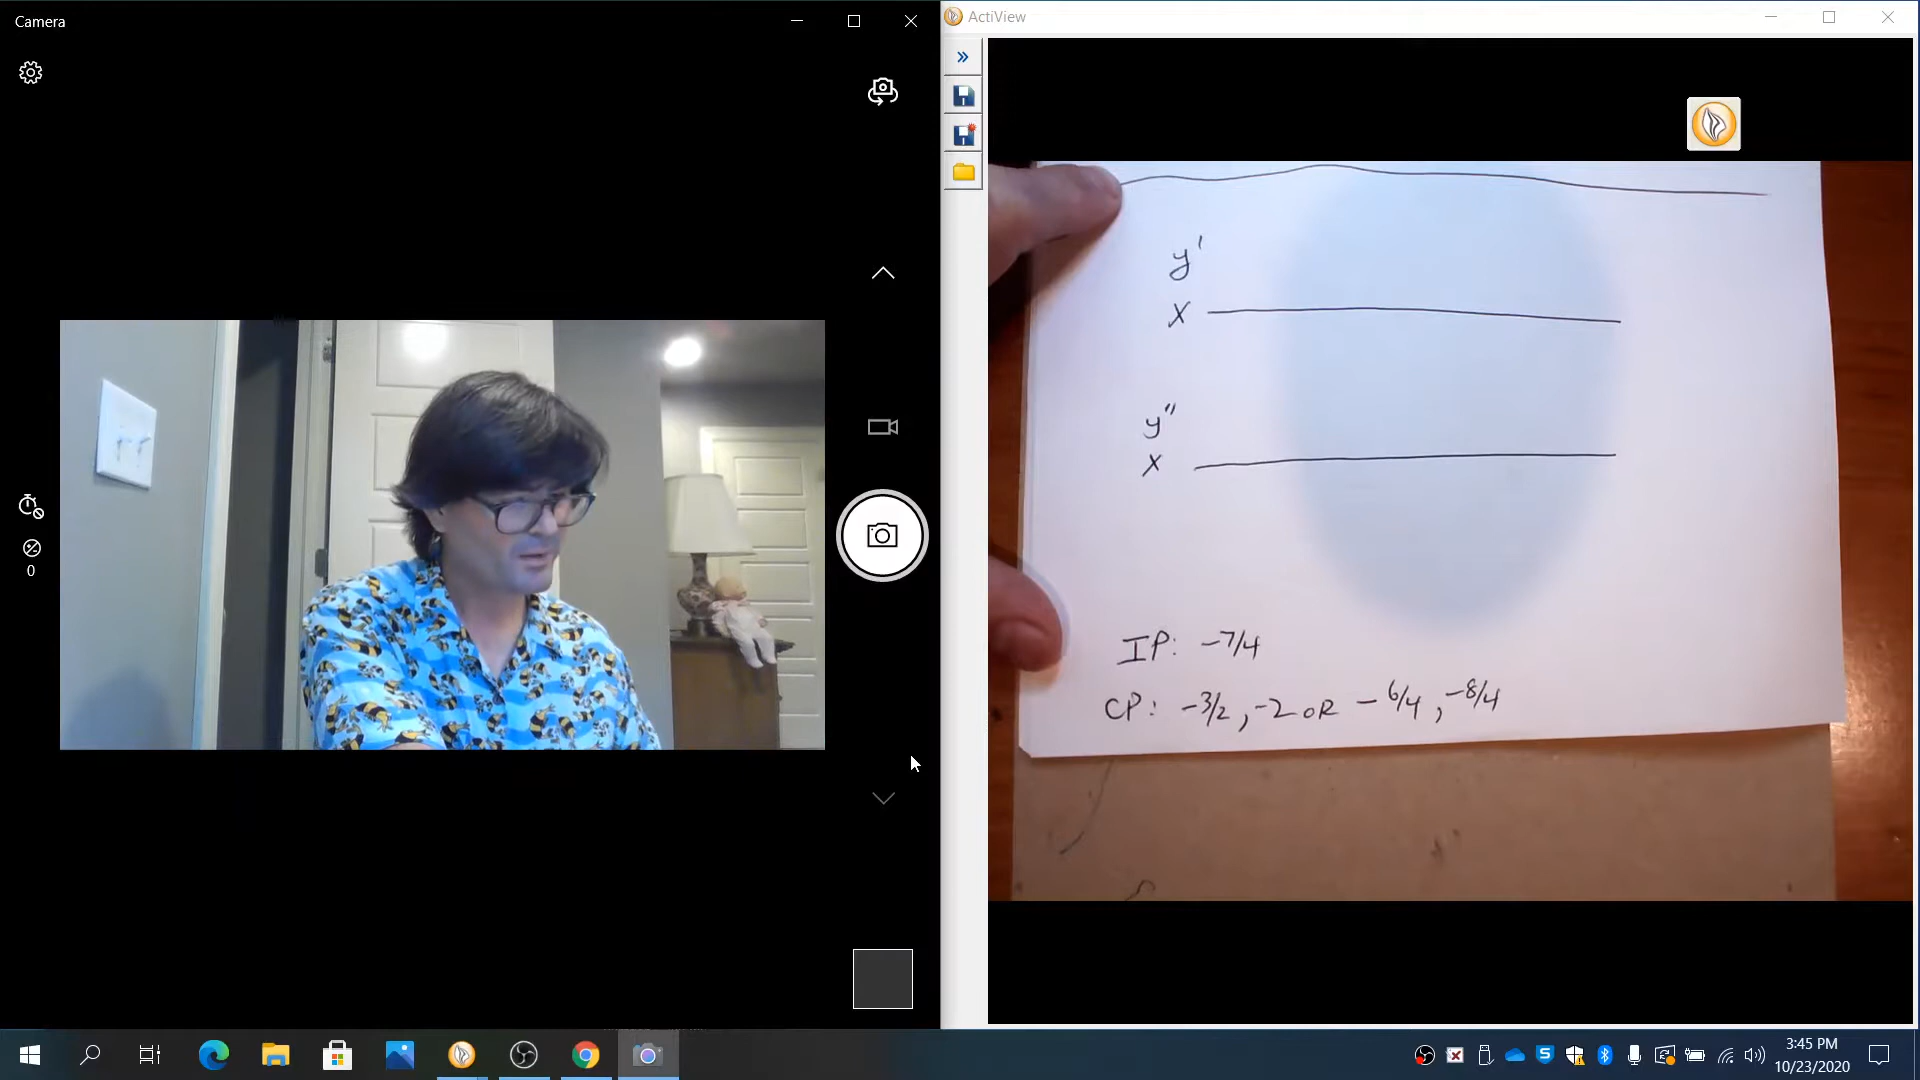 Camera
ActiView
0
y'
x
y"
x
IP: -7/4
CP: -3/2, -2 OR -6/4, -8/4
3:45 PM
10/23/2020